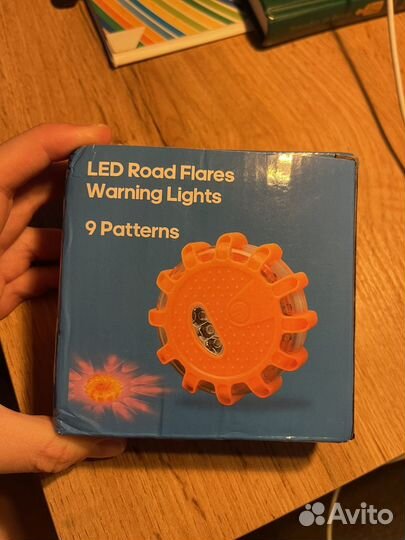 LED Road Flares
Warning Lights
9 Patterns
Avito